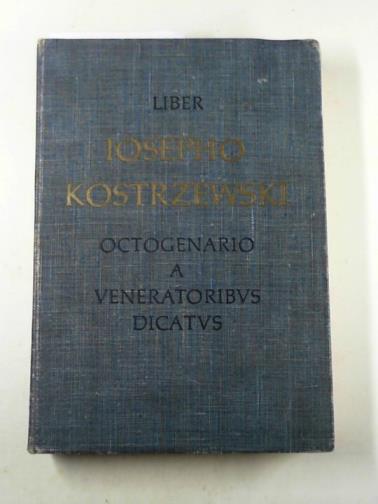 LIBER
IOSEPHO
KOSTRZEWSKI
OCTOGENARIO
A
VENERATORIBVS
DICATVS